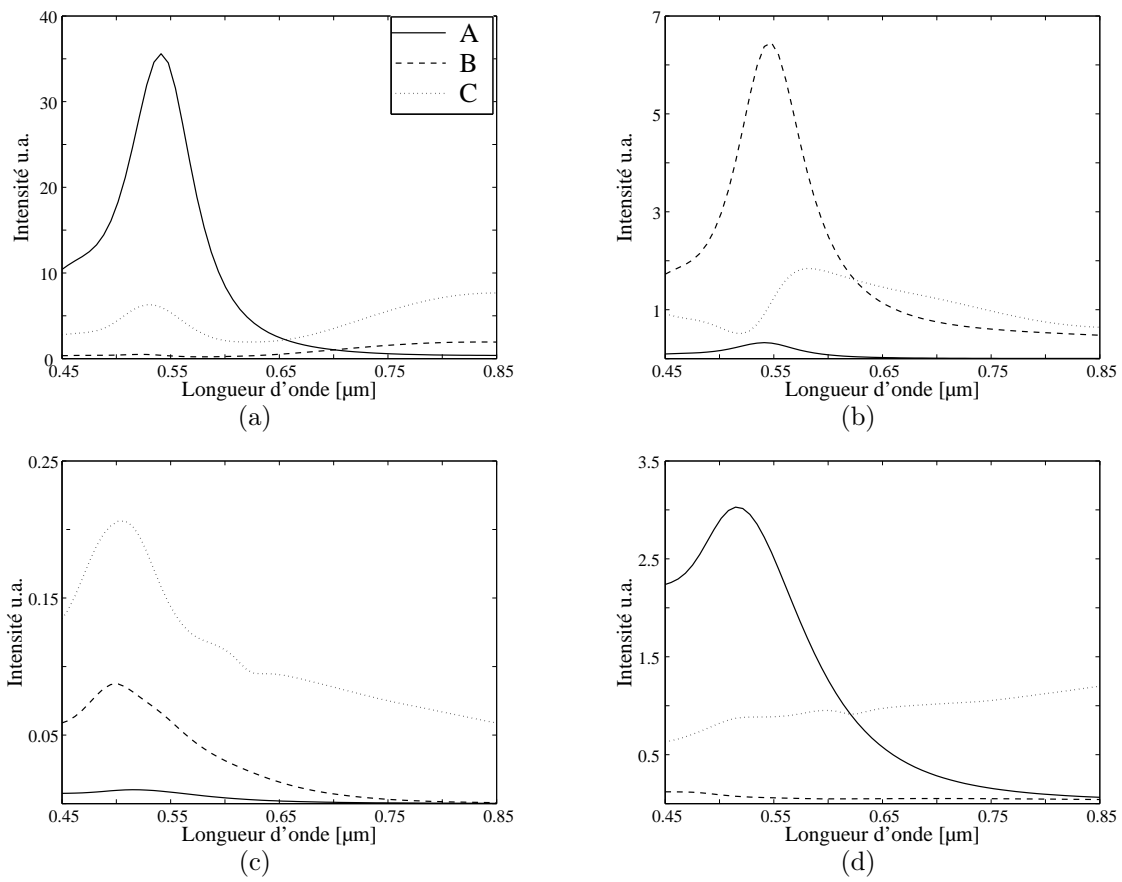 40
30
20
10
0
Intensité u.a.
A
B
C
0.45 0.55 0.65 0.75 0.85
Longueur d'onde [µm]
(a)
7
5
3
1
Intensité u.a.
0.45 0.55 0.65 0.75 0.85
Longueur d'onde [µm]
(b)
0.25
0.15
0.05
Intensité u.a.
0.45 0.55 0.65 0.75 0.85
Longueur d'onde [µm]
(c)
3.5
2.5
1.5
0.5
Intensité u.a.
0.45 0.55 0.65 0.75 0.85
Longueur d'onde [µm]
(d)